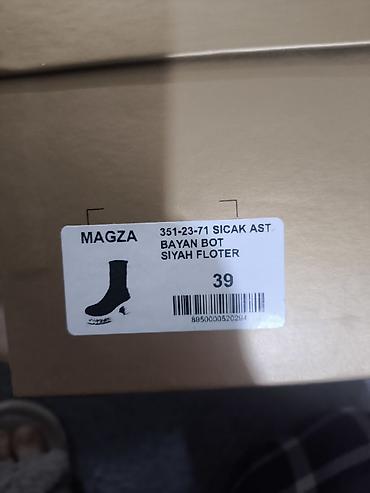 MAGZA
351-23-71 SICAK AST
BAYAN BOT
SIYAH FLOTER
39